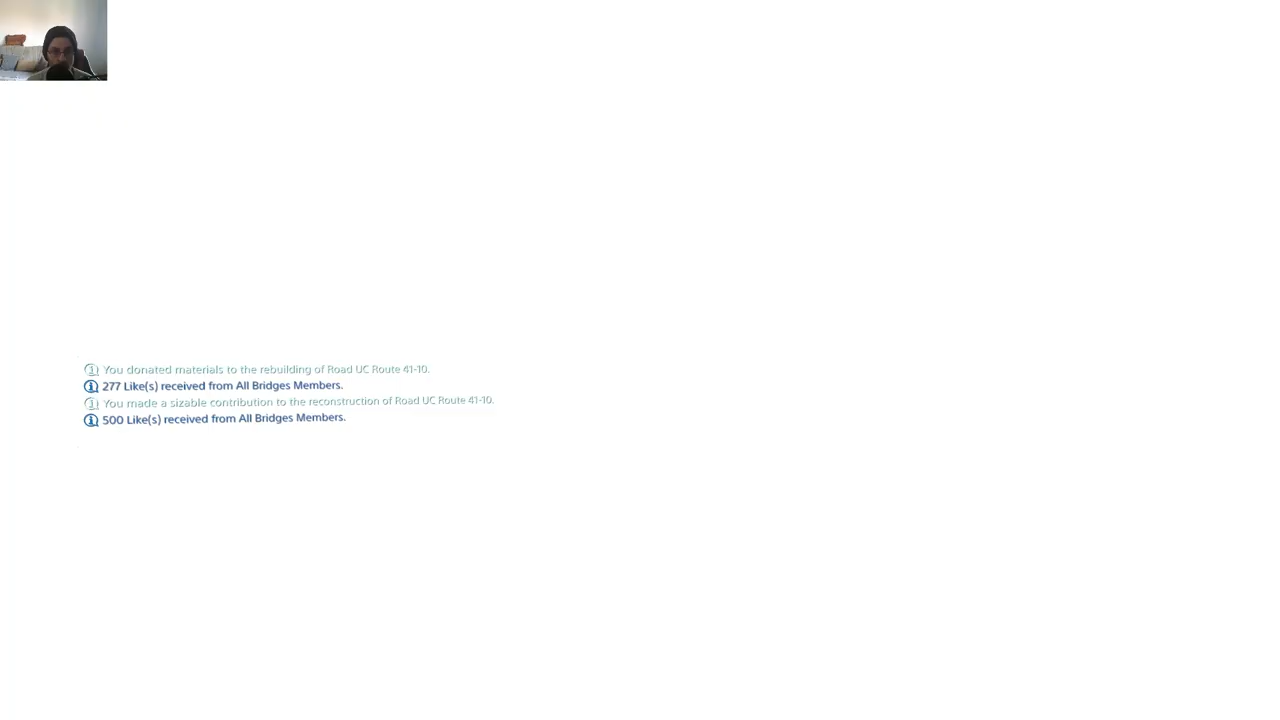 You donated materials to the rebuilding of Road UC Route 41-10.
277 Like(s) received from All Bridges Members.
You made a sizable contribution to the reconstruction of Road UC Route 41-10.
500 Like(s) received from All Bridges Members.